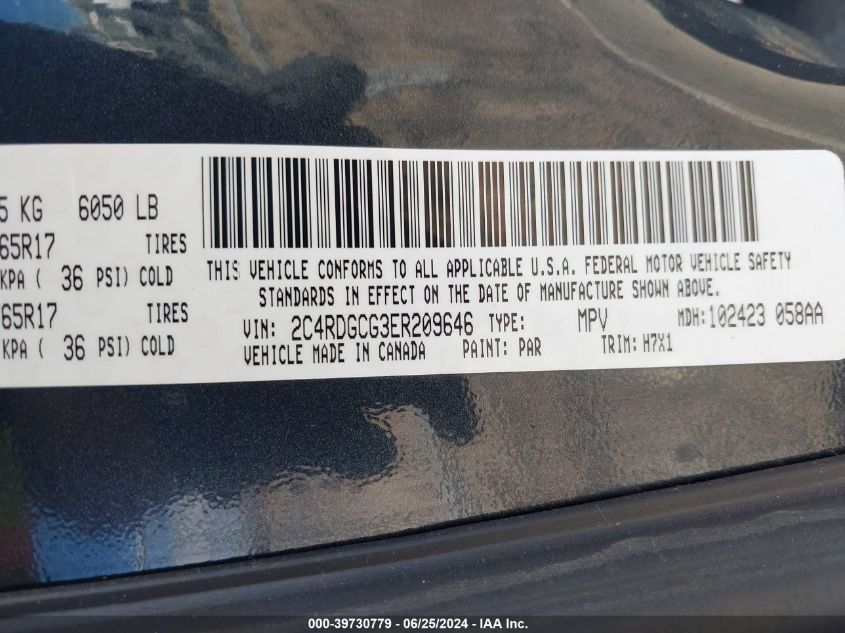 5 KG 6050 LB
65R17 TIRES
KPA ( 36 PSI) COLD
65R17 TIRES
KPA ( 36 PSI) COLD
THIS VEHICLE CONFORMS TO ALL APPLICABLE U.S.A. FEDERAL MOTOR VEHICLE SAFETY
STANDARDS IN EFFECT ON THE DATE OF MANUFACTURE SHOWN ABOVE.
VIN: 2C4RDGCG3ER209646 TYPE: MPV MDH: 102423 058AA
VEHICLE MADE IN CANADA PAINT: PAR TRIM: H7X1
000-39730779 - 06/25/2024 - IAA Inc.